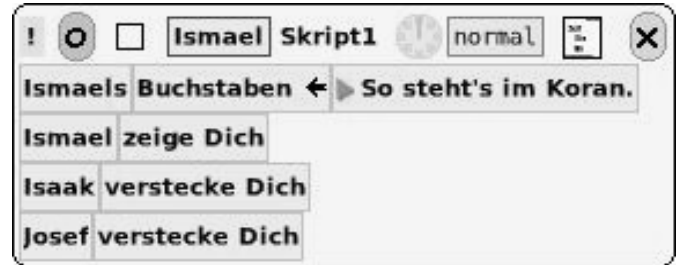 ! O Ismael Skript1 normal
Ismaels Buchstaben ← So steht's im Koran.
Ismael zeige Dich
Isaak verstecke Dich
Josef verstecke Dich